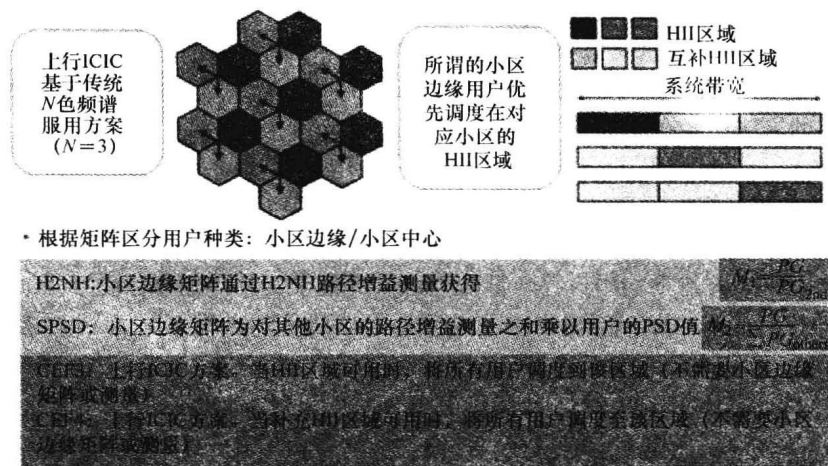 上行ICIC
基于传统
N色频谱
服用方案
(N=3)
所谓的小区
边缘用户优
先调度在对
应小区的
HII区域
HII区域
互补HII区域
系统带宽
· 根据矩阵区分用户种类：小区边缘/小区中心
H2NH:小区边缘矩阵通过H2NH路径增益测量获得
SPSD：小区边缘矩阵为对其他小区的路径增益测量之和乘以用户的PSD值
上行ICIC方案。当HII区域可用时，将所有用户调度到该区域（不需要小区边缘
矩阵或测量）
上行ICIC方案。当补充HII区域可用时，将所有用户调度至该区域（不需要小区
边缘矩阵或测量）